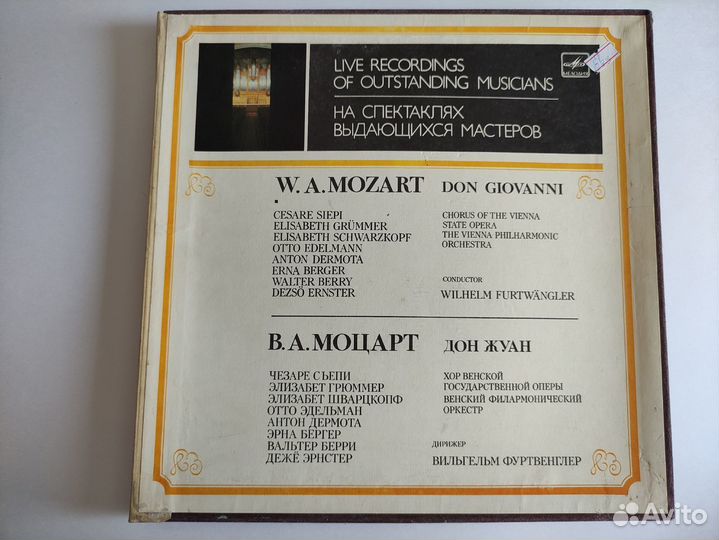 LIVE RECORDINGS
OF OUTSTANDING MUSICIANS
НА СПЕКТАКЛЯХ
ВЫДАЮЩИХСЯ МАСТЕРОВ
МЕЛОДИЯ
W. A. MOZART DON GIOVANNI
CESARE SIEPI
ELISABETH GRÜMMER
ELISABETH SCHWARZKOPF
OTTO EDELMANN
ANTON DERMOTA
ERNA BERGER
WALTER BERRY
DEZSŐ ERNSTER
CHORUS OF THE VIENNA
STATE OPERA
THE VIENNA PHILHARMONIC
ORCHESTRA
CONDUCTOR
WILHELM FURTWÄNGLER
В. А. МОЦАРТ ДОН ЖУАН
ЧЕЗАРЕ СЬЕПИ
ЭЛИЗАБЕТ ГРЮММЕР
ЭЛИЗАБЕТ ШВАРЦКОПФ
ОТТО ЭДЕЛЬМАН
АНТОН ДЕРМОТА
ЭРНА БЕРГЕР
ВАЛЬТЕР БЕРРИ
ДЕЖЁ ЭРНСТЕР
ХОР ВЕНСКОЙ
ГОСУДАРСТВЕННОЙ ОПЕРЫ
ВЕНСКИЙ ФИЛАРМОНИЧЕСКИЙ
ОРКЕСТР
ДИРИЖЕР
ВИЛЬГЕЛЬМ ФУРТВЕНГЛЕР
Avito